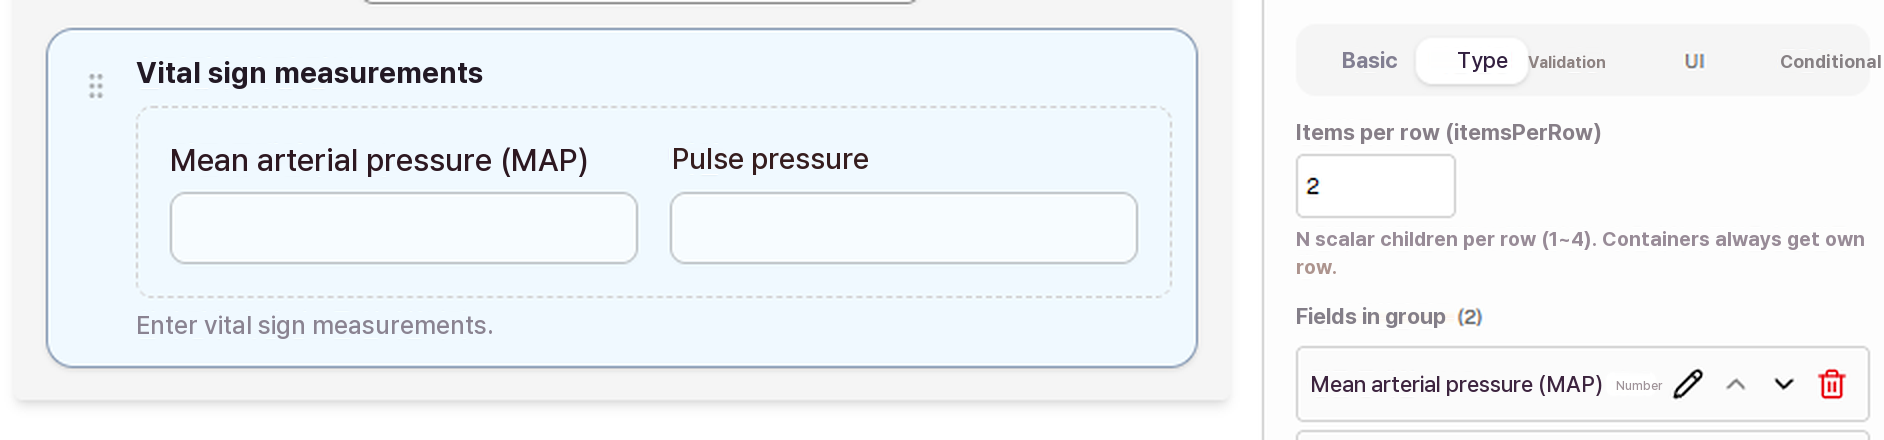 Vital sign measurements
Mean arterial pressure (MAP)
Pulse pressure
Enter vital sign measurements.
Basic
Type
Validation
UI
Conditional
Items per row (itemsPerRow)
2
N scalar children per row (1~4). Containers always get own
row.
Fields in group (2)
Mean arterial pressure (MAP) Number